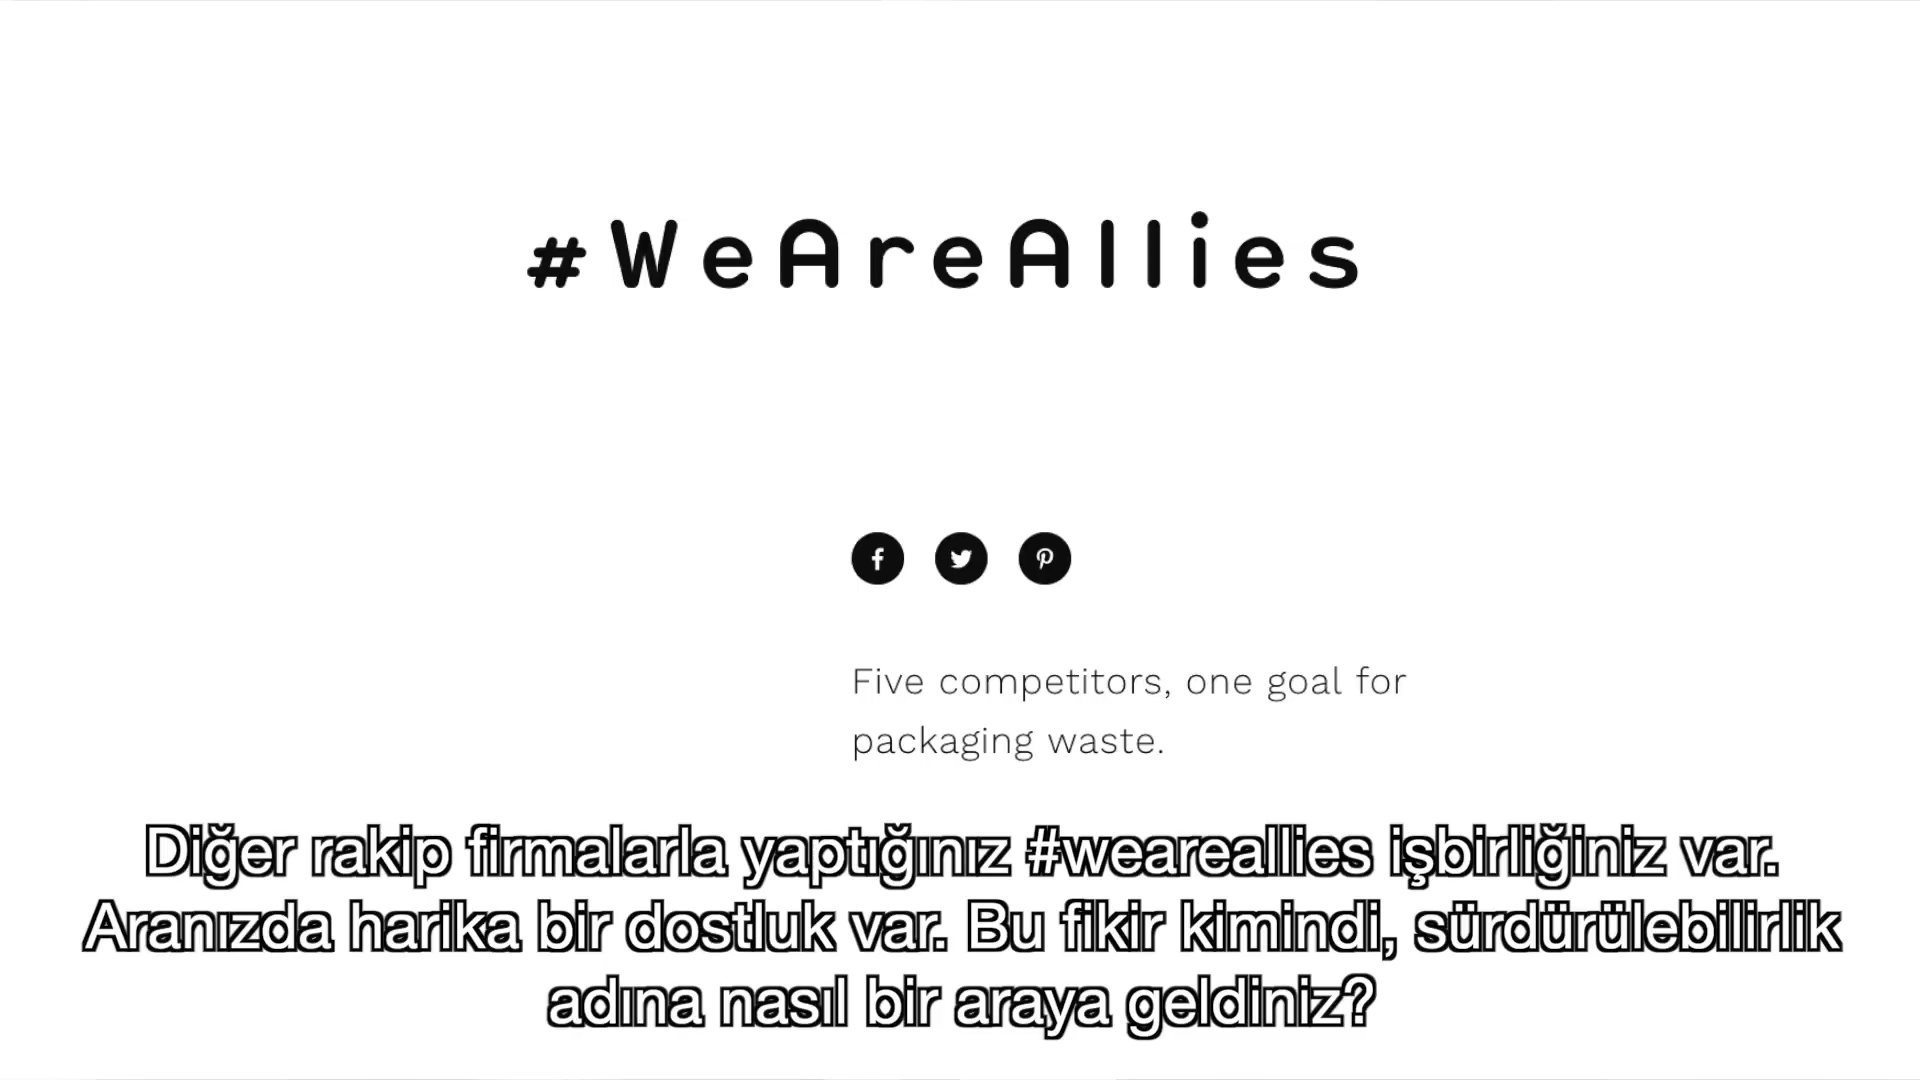 #WeAreAllies
Five competitors, one goal for
packaging waste.
Diğer rakip firmalarla yaptığınız #weareallies işbirliğiniz var.
Aranızda harika bir dostluk var. Bu fikir kimindi, sürdürülebilirlik
adına nasıl bir araya geldiniz?